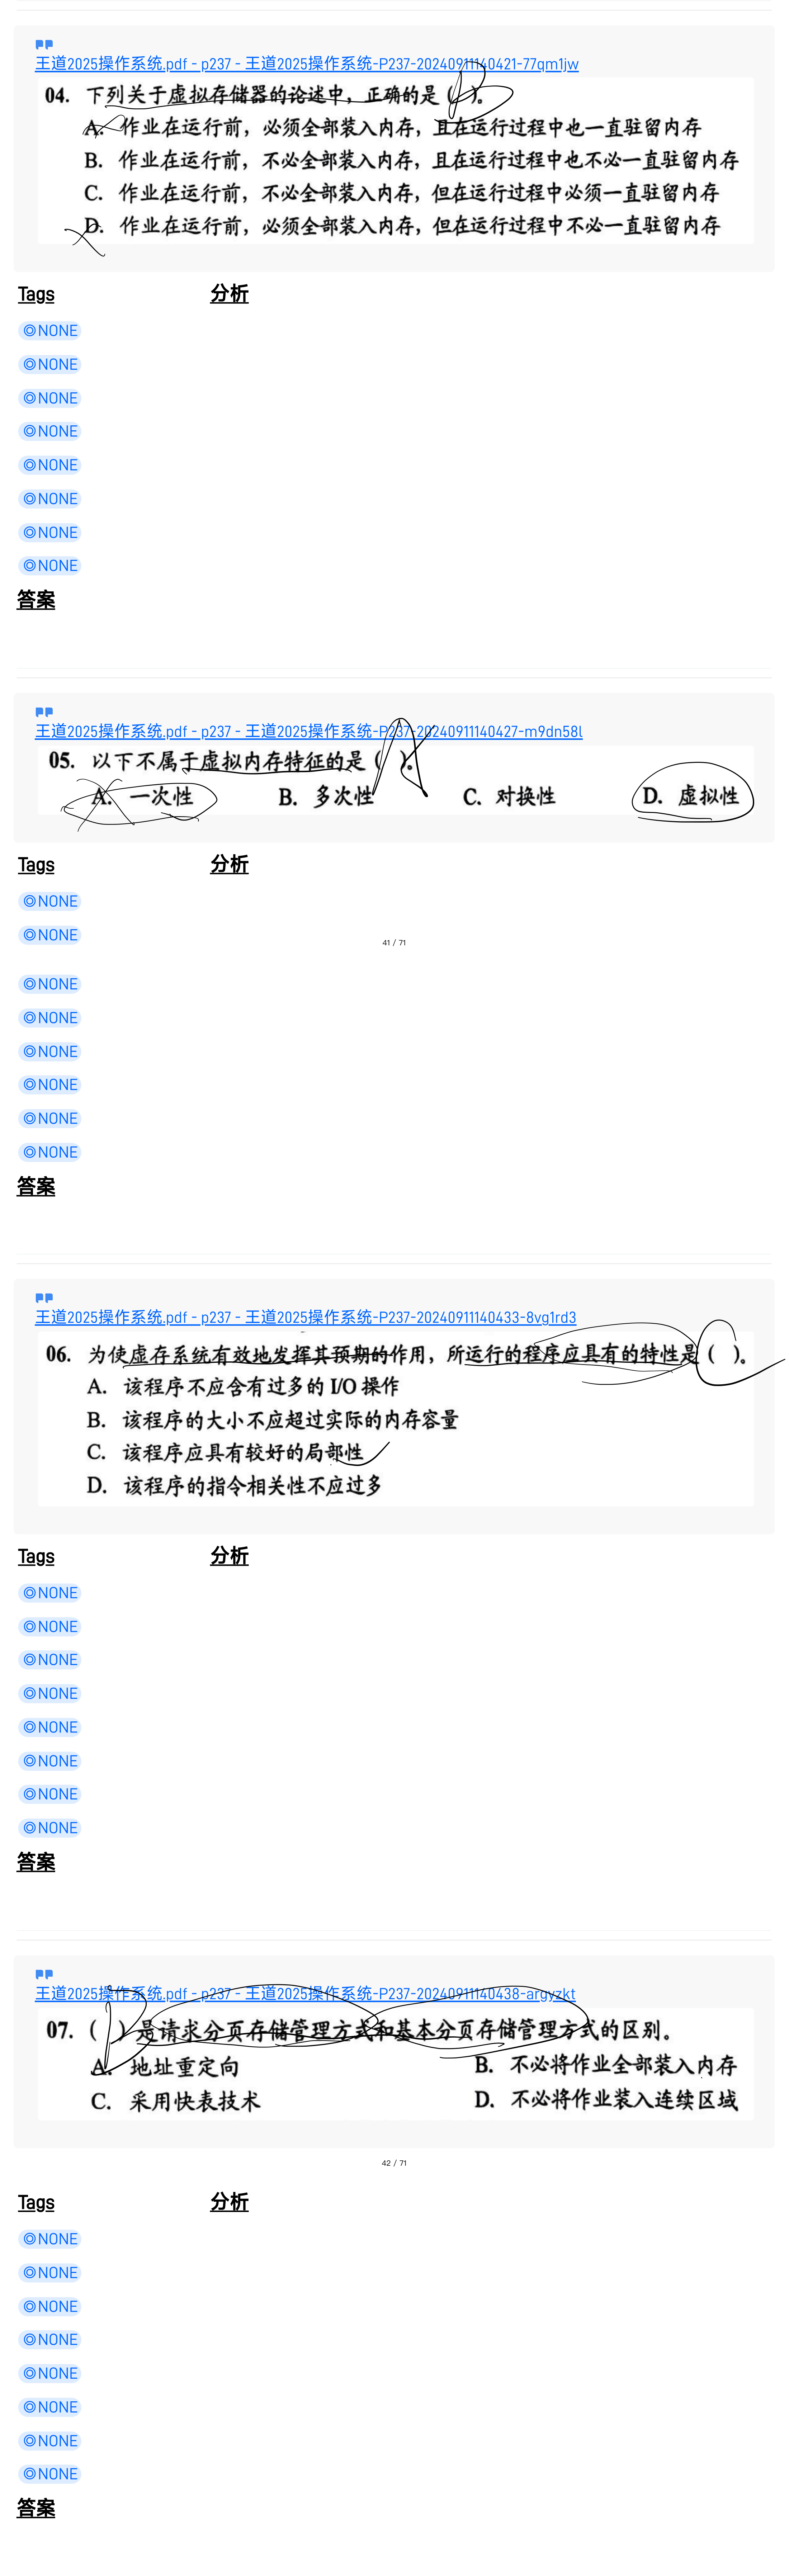 王道2025操作系统.pdf - p237 - 王道2025操作系统-P237-20240911140421-77qm1jw
04. 下列关于虚拟存储器的论述中，正确的是（ ）。
A. 作业在运行前，必须全部装入内存，且在运行过程中也一直驻留内存
B. 作业在运行前，不必全部装入内存，且在运行过程中也不必一直驻留内存
C. 作业在运行前，不必全部装入内存，但在运行过程中必须一直驻留内存
D. 作业在运行前，必须全部装入内存，但在运行过程中不必一直驻留内存
Tags 分析
◎NONE
◎NONE
◎NONE
◎NONE
◎NONE
◎NONE
◎NONE
◎NONE
答案
王道2025操作系统.pdf - p237 - 王道2025操作系统-P237-20240911140427-m9dn58l
05. 以下不属于虚拟内存特征的是（ ）。 A
A. 一次性 B. 多次性 C. 对换性 D. 虚拟性
Tags 分析
◎NONE
◎NONE
41 / 71
◎NONE
◎NONE
◎NONE
◎NONE
◎NONE
◎NONE
答案
王道2025操作系统.pdf - p237 - 王道2025操作系统-P237-20240911140433-8vg1rd3
06. 为使虚存系统有效地发挥其预期的作用，所运行的程序应具有的特性是（ ）。
A. 该程序不应含有过多的 I/O 操作
B. 该程序的大小不应超过实际的内存容量
C. 该程序应具有较好的局部性
D. 该程序的指令相关性不应过多
Tags 分析
◎NONE
◎NONE
◎NONE
◎NONE
◎NONE
◎NONE
◎NONE
◎NONE
答案
王道2025操作系统.pdf - p237 - 王道2025操作系统-P237-20240911140438-argyzkt
07. （ ）是请求分页存储管理方式和基本分页存储管理方式的区别。
A. 地址重定向 B. 不必将作业全部装入内存
C. 采用快表技术 D. 不必将作业装入连续区域
42 / 71
Tags 分析
◎NONE
◎NONE
◎NONE
◎NONE
◎NONE
◎NONE
◎NONE
◎NONE
答案